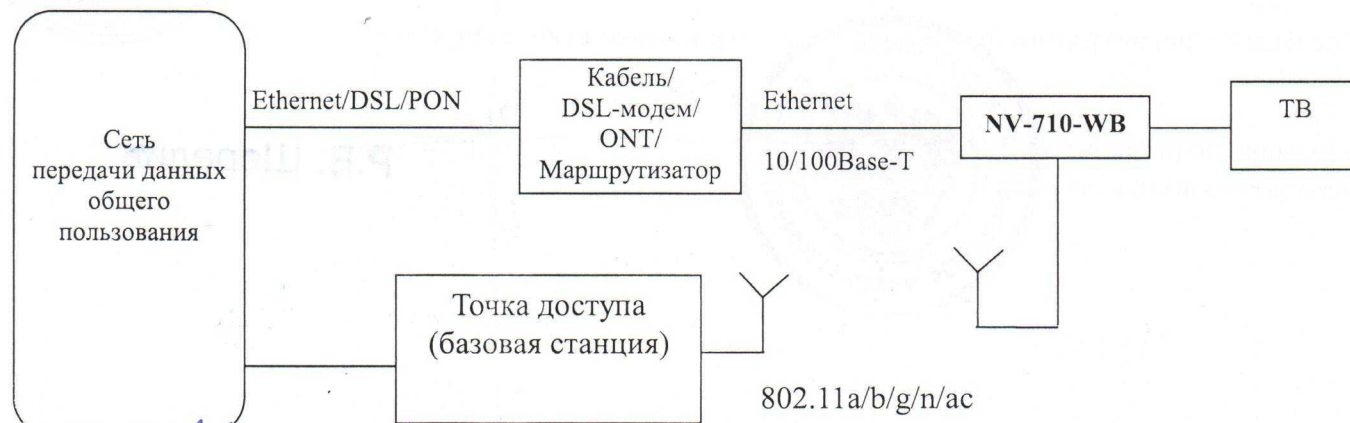 Сеть
передачи данных
общего
пользования
Ethernet/DSL/PON
Кабель/
DSL-модем/
ONT/
Маршрутизатор
Ethernet
10/100Base-T
NV-710-WB
ТВ
Точка доступа
(базовая станция)
802.11a/b/g/n/ac